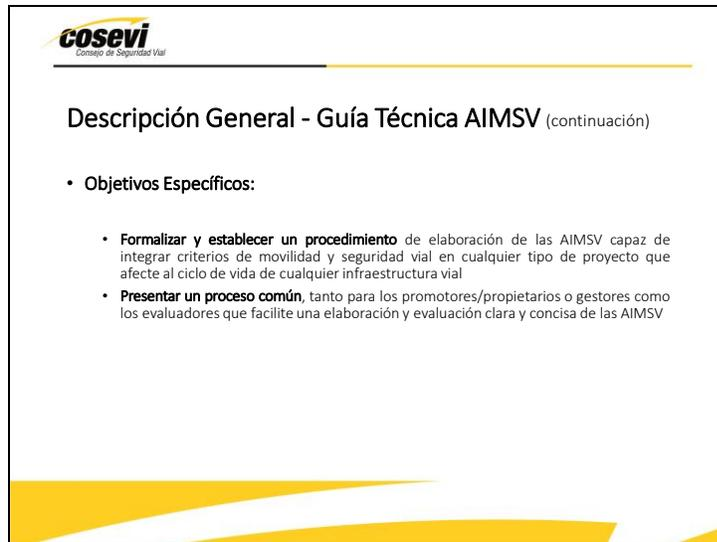 cosevi
Consejo de Seguridad Vial
Descripción General - Guía Técnica AIMSV (continuación)
• Objetivos Específicos:
• Formalizar y establecer un procedimiento de elaboración de las AIMSV capaz de
integrar criterios de movilidad y seguridad vial en cualquier tipo de proyecto que
afecte al ciclo de vida de cualquier infraestructura vial
• Presentar un proceso común, tanto para los promotores/propietarios o gestores como
los evaluadores que facilite una elaboración y evaluación clara y concisa de las AIMSV